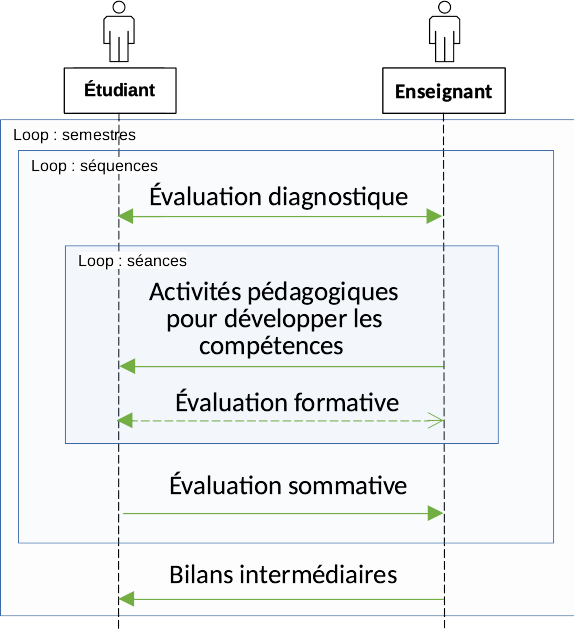 Étudiant
Enseignant
Loop : semestres
Loop : séquences
Évaluation diagnostique
Loop : séances
Activités pédagogiques
pour développer les
compétences
Évaluation formative
Évaluation sommative
Bilans intermédiaires